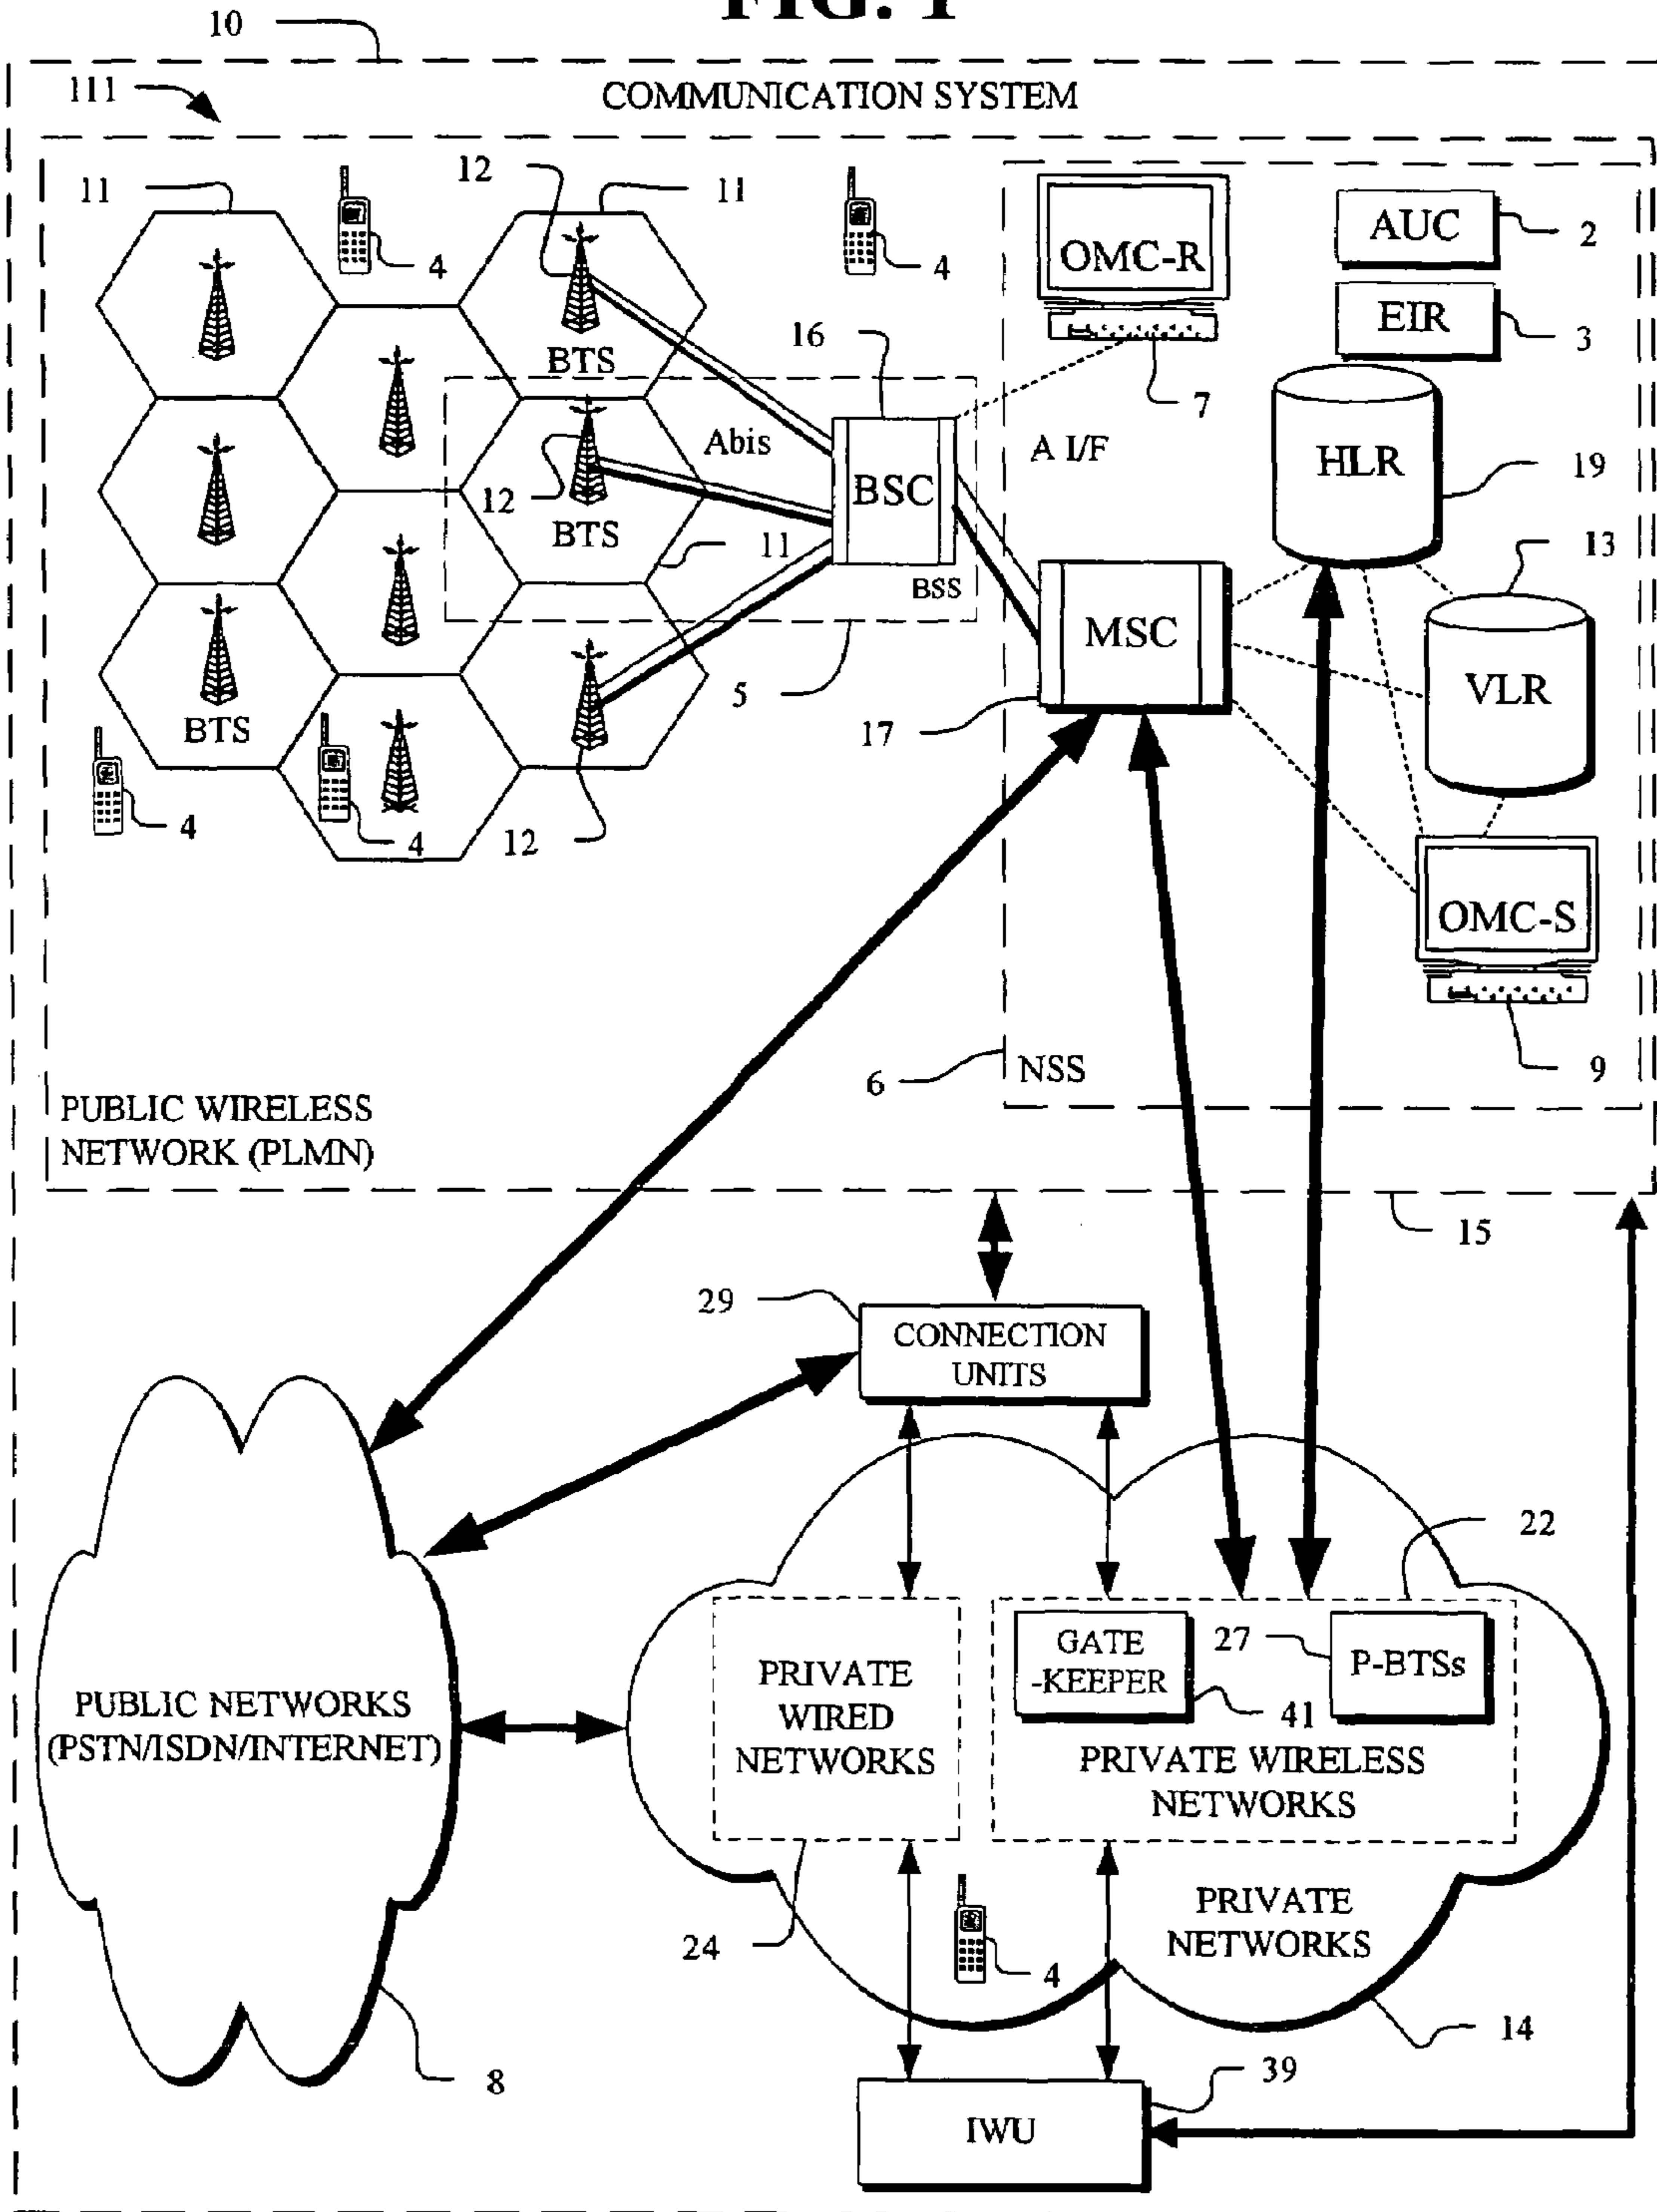 FIG. 1
10
111
COMMUNICATION SYSTEM
11
4
12
11
4
OMC-R
7
AUC
2
EIR
3
BTS
16
Abis
12
BTS
11
BSC
BSS
A I/F
HLR
19
13
MSC
17
VLR
5
BTS
4
4
12
OMC-S
9
6
NSS
PUBLIC WIRELESS
NETWORK (PLMN)
15
29
CONNECTION
UNITS
22
PUBLIC NETWORKS
(PSTN/ISDN/INTERNET)
PRIVATE
WIRED
NETWORKS
GATE
-KEEPER
41
27
P-BTSs
PRIVATE WIRELESS
NETWORKS
24
4
PRIVATE
NETWORKS
14
8
39
IWU